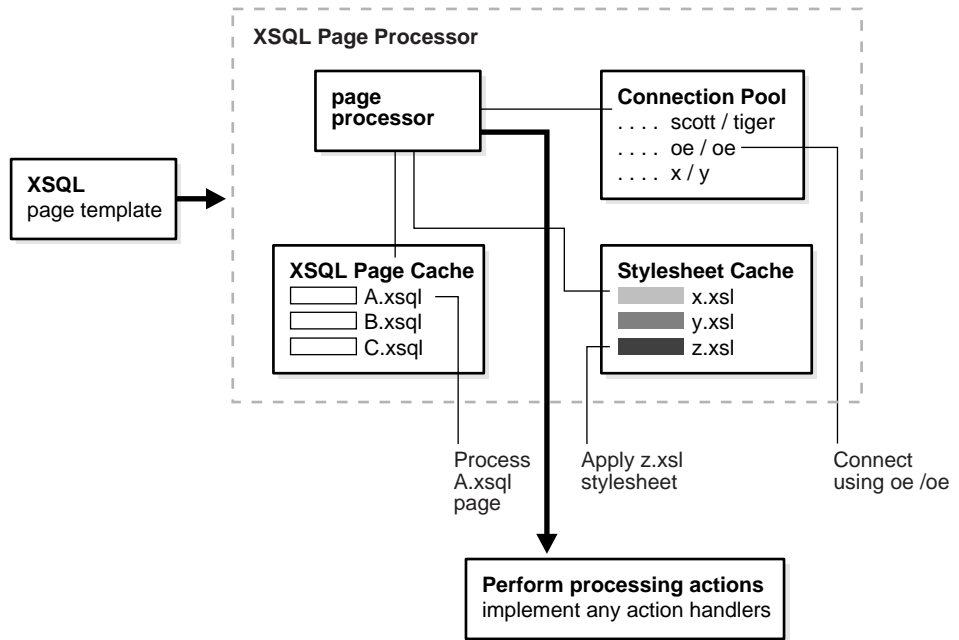 XSQL Page Processor
page
processor
Connection Pool
. . . . scott / tiger
. . . . oe / oe
. . . . x / y
XSQL
page template
XSQL Page Cache
A.xsql
B.xsql
C.xsql
Stylesheet Cache
x.xsl
y.xsl
z.xsl
Process
A.xsql
page
Apply z.xsl
stylesheet
Connect
using oe /oe
Perform processing actions
implement any action handlers